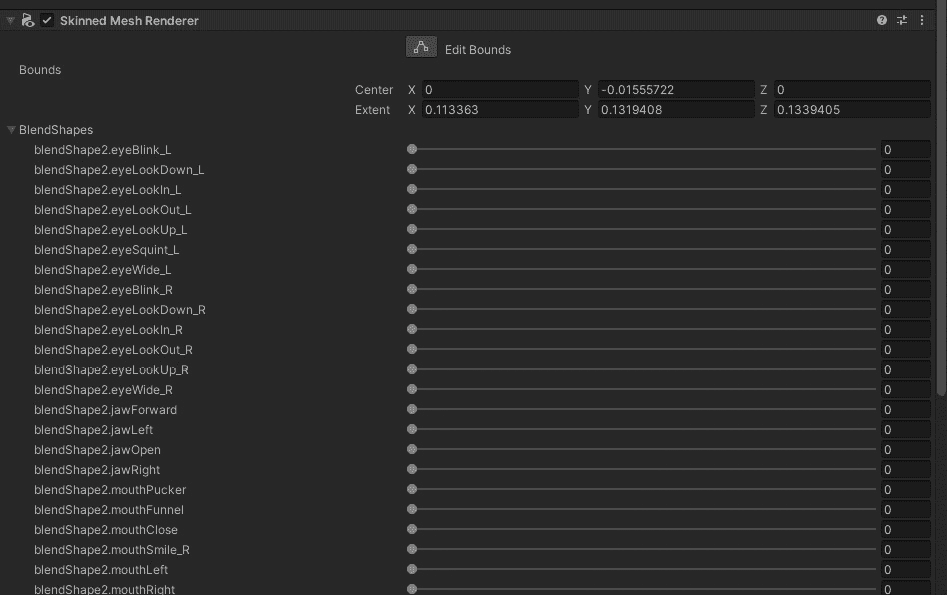 Skinned Mesh Renderer
Edit Bounds
Bounds
Center X 0 Y -0.01555722 Z 0
Extent X 0.113363 Y 0.1319408 Z 0.1339405
BlendShapes
blendShape2.eyeBlink_L 0
blendShape2.eyeLookDown_L 0
blendShape2.eyeLookIn_L 0
blendShape2.eyeLookOut_L 0
blendShape2.eyeLookUp_L 0
blendShape2.eyeSquint_L 0
blendShape2.eyeWide_L 0
blendShape2.eyeBlink_R 0
blendShape2.eyeLookDown_R 0
blendShape2.eyeLookIn_R 0
blendShape2.eyeLookOut_R 0
blendShape2.eyeLookUp_R 0
blendShape2.eyeWide_R 0
blendShape2.jawForward 0
blendShape2.jawLeft 0
blendShape2.jawOpen 0
blendShape2.jawRight 0
blendShape2.mouthPucker 0
blendShape2.mouthFunnel 0
blendShape2.mouthClose 0
blendShape2.mouthSmile_R 0
blendShape2.mouthLeft 0
blendShape2.mouthRight 0